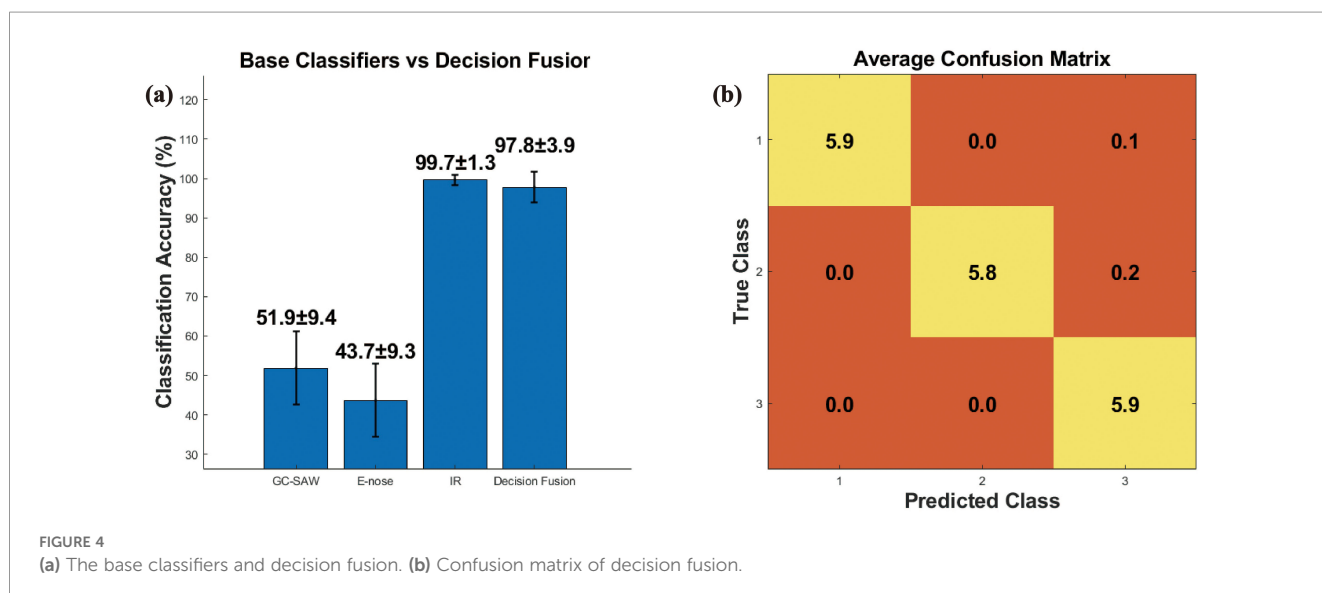 Base Classifiers vs Decision Fusior
(a)
Classification Accuracy (%)
120
110
100
90
80
70
60
50
40
30
51.9±9.4
43.7±9.3
99.7±1.3
97.8±3.9
GC-SAW
E-nose
IR
Decision Fusion
Average Confusion Matrix
(b)
True Class
1
5.9
0.0
0.1
2
0.0
5.8
0.2
3
0.0
0.0
5.9
1
2
3
Predicted Class
FIGURE 4
(a) The base classifiers and decision fusion. (b) Confusion matrix of decision fusion.